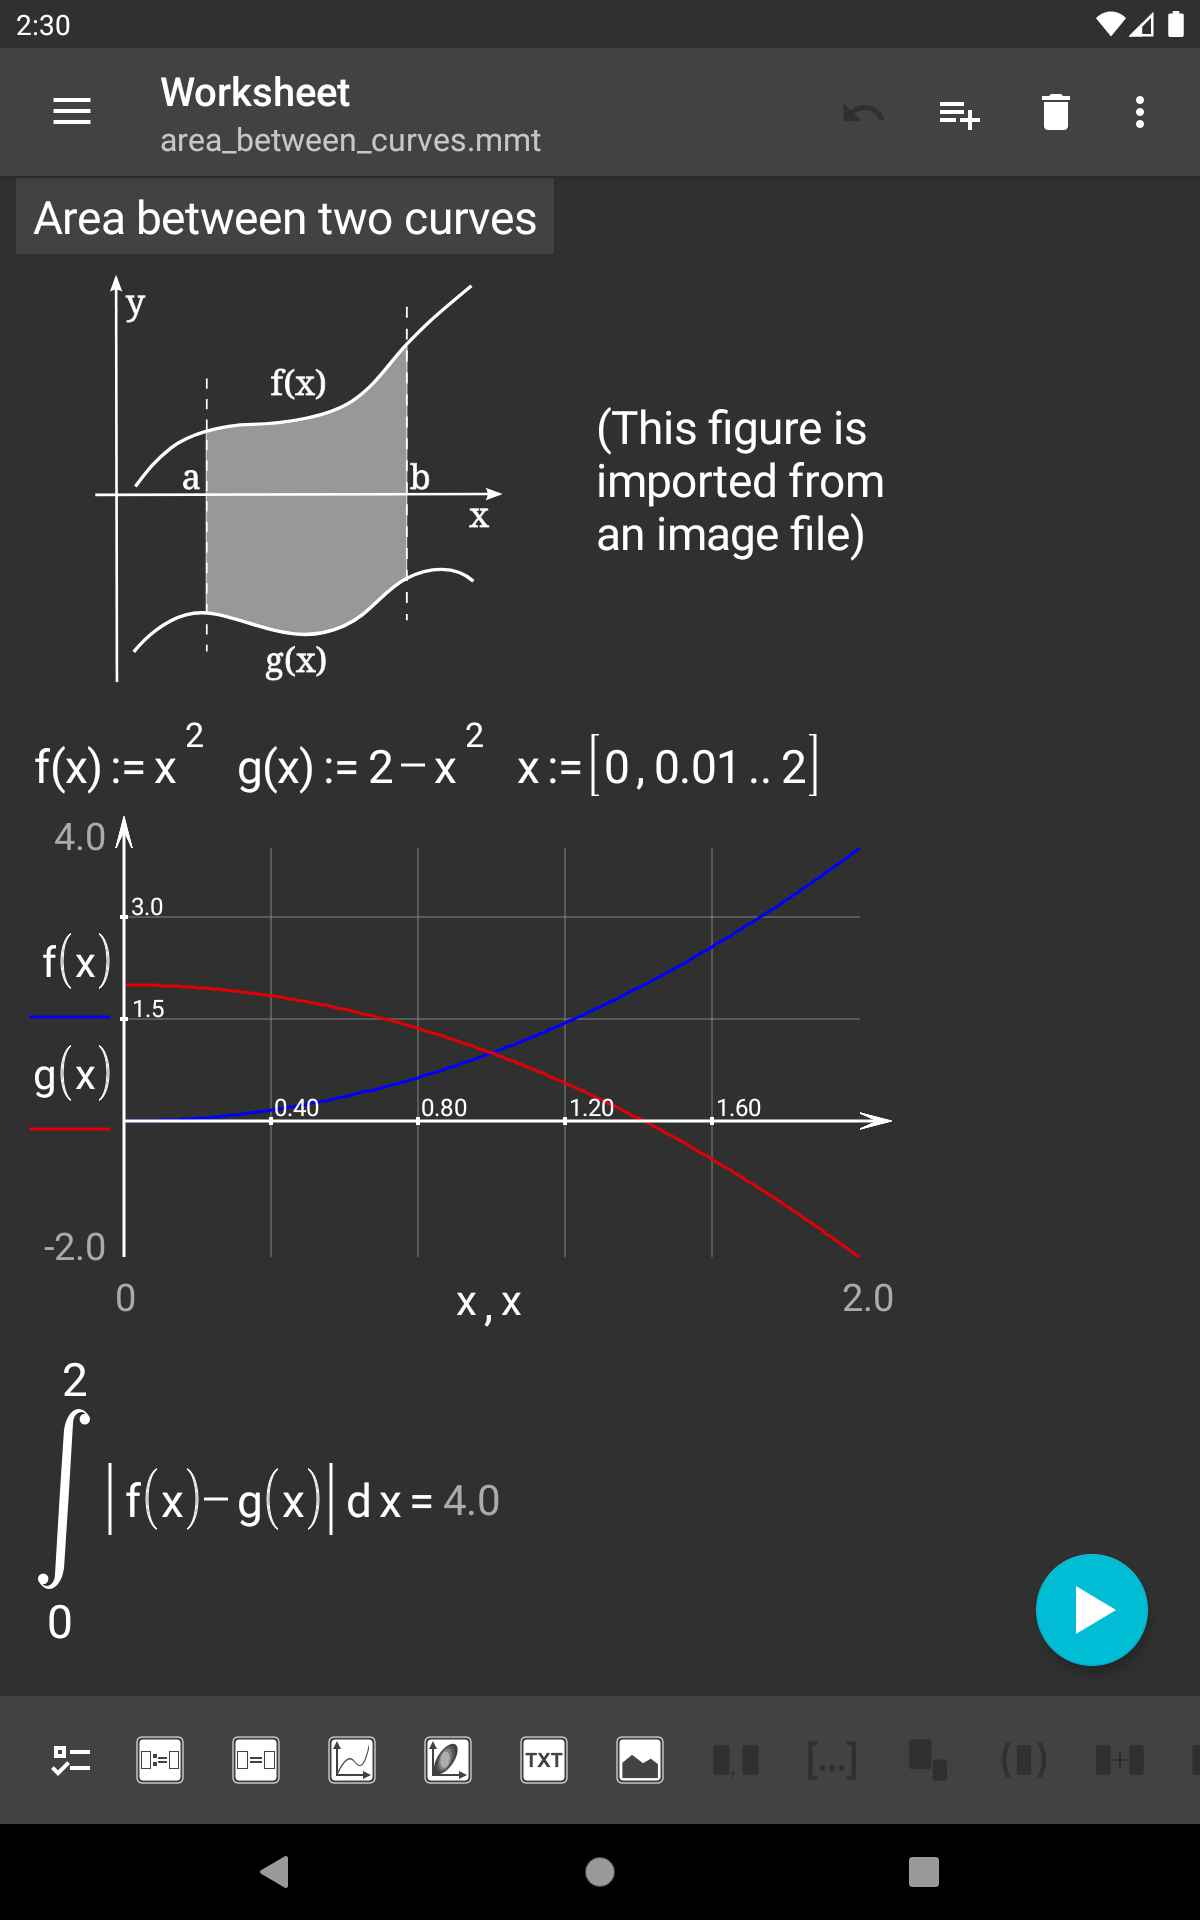 2:30
Worksheet
area_between_curves.mmt
Area between two curves
y
f(x)
a
b
x
g(x)
(This figure is
imported from
an image file)
f(x) := x² g(x) := 2 − x² x := [0 , 0.01 .. 2]
4.0
3.0
f(x)
1.5
g(x)
0.40 0.80 1.20 1.60
-2.0
0 x , x 2.0
2
∫ |f(x) − g(x)| d x = 4.0
0
▯:=▯ ▯=▯ TXT ▮,▮ [...] (▮) ▮+▮